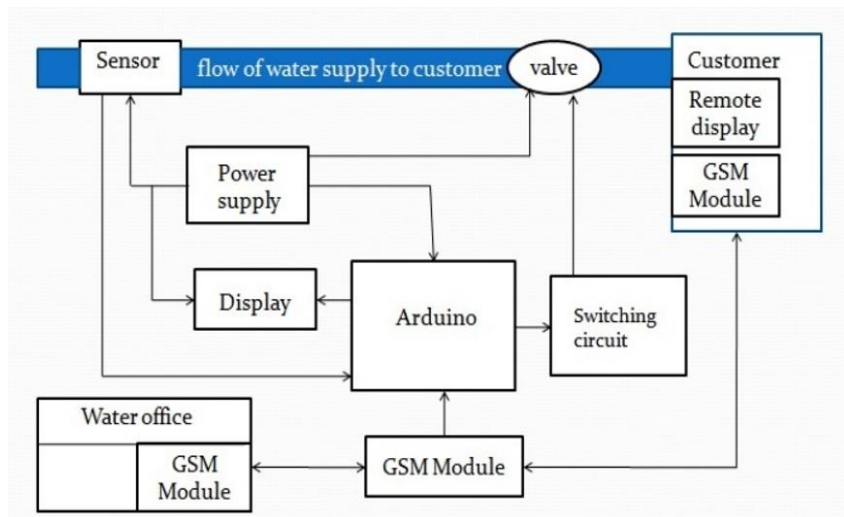 Sensor
flow of water supply to customer
valve
Customer
Remote
display
GSM
Module
Power
supply
Display
Arduino
Switching
circuit
Water office
GSM
Module
GSM Module